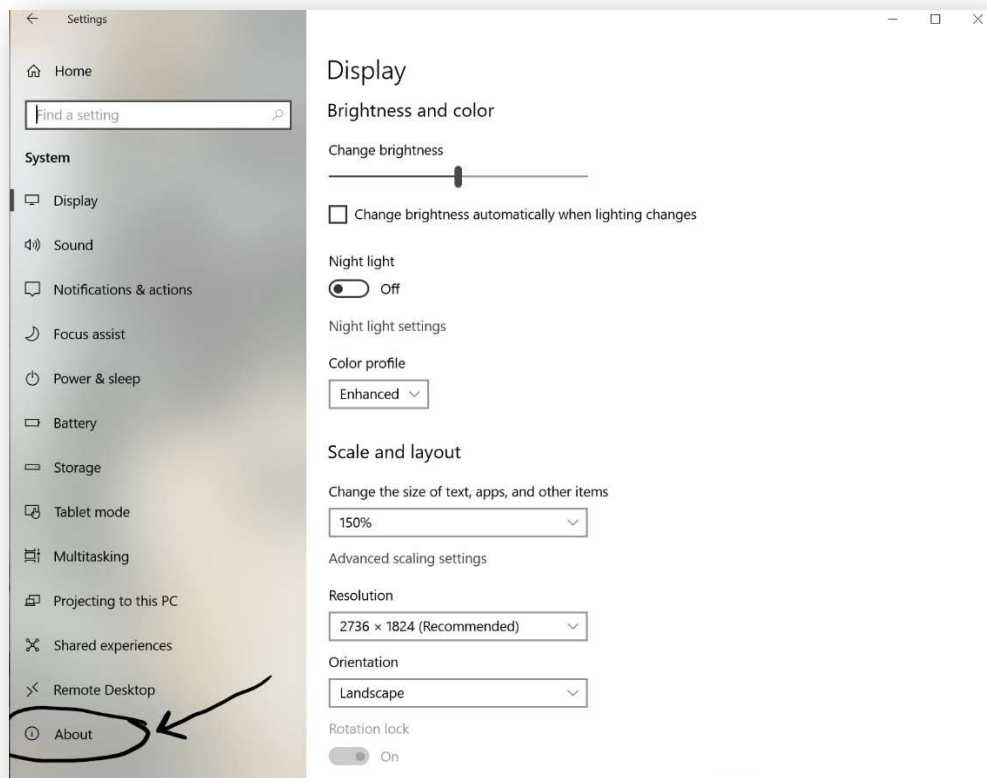 Settings
Home
Find a setting
System
Display
Sound
Notifications & actions
Focus assist
Power & sleep
Battery
Storage
Tablet mode
Multitasking
Projecting to this PC
Shared experiences
Remote Desktop
About
Display
Brightness and color
Change brightness
Change brightness automatically when lighting changes
Night light
Off
Night light settings
Color profile
Enhanced
Scale and layout
Change the size of text, apps, and other items
150%
Advanced scaling settings
Resolution
2736 × 1824 (Recommended)
Orientation
Landscape
Rotation lock
On